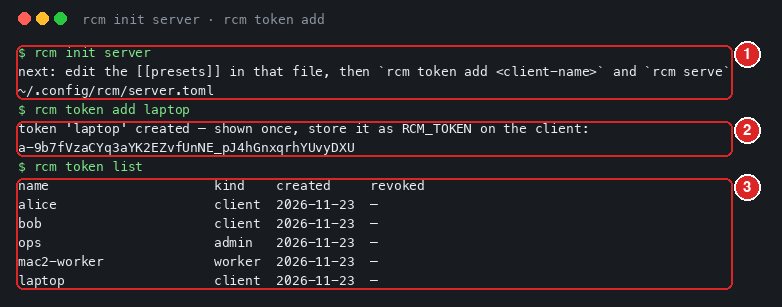 rcm init server · rcm token add
$ rcm init server
1
next: edit the [[presets]] in that file, then `rcm token add <client-name>` and `rcm serve`
~/.config/rcm/server.toml
$ rcm token add laptop
token 'laptop' created — shown once, store it as RCM_TOKEN on the client:
2
a-9b7fVzaCYq3aYK2EZvfUnNE_pJ4hGnxqrhYUvyDXU
$ rcm token list
name kind created revoked
3
alice client 2026-11-23 —
bob client 2026-11-23 —
ops admin 2026-11-23 —
mac2-worker worker 2026-11-23 —
laptop client 2026-11-23 —